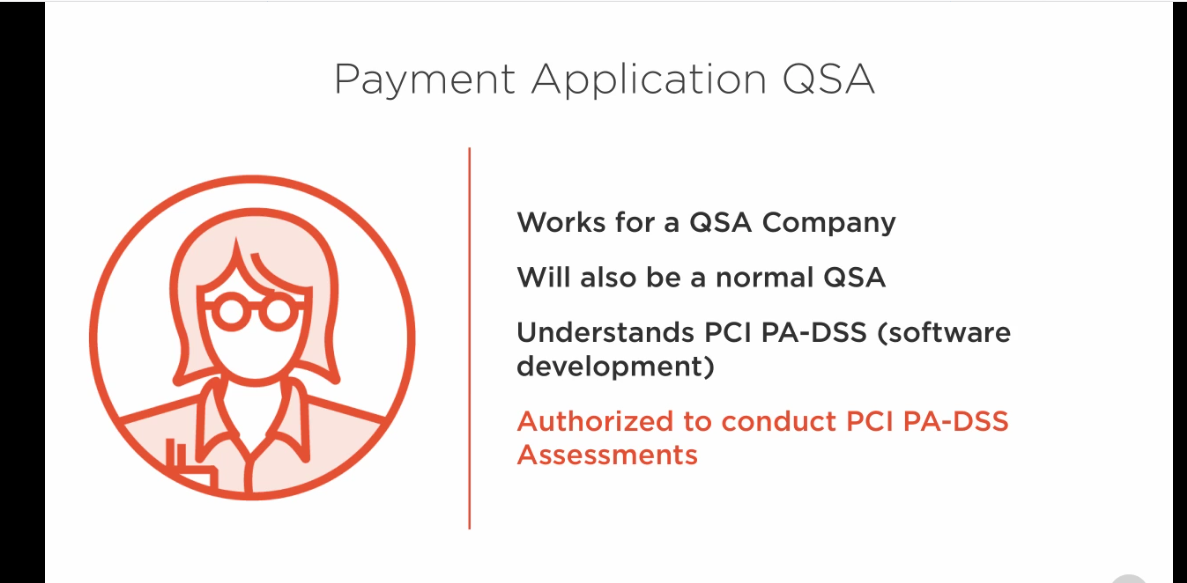 Payment Application QSA
Works for a QSA Company
Will also be a normal QSA
Understands PCI PA-DSS (software
development)
Authorized to conduct PCI PA-DSS
Assessments